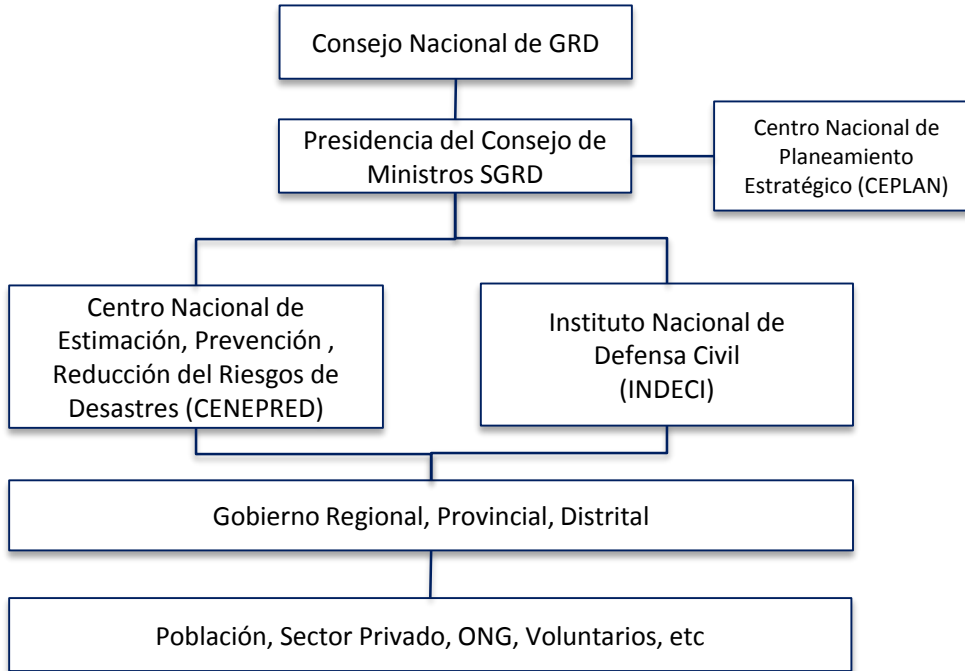 Consejo Nacional de GRD
Presidencia del Consejo de
Ministros SGRD
Centro Nacional de
Planeamiento
Estratégico (CEPLAN)
Centro Nacional de
Estimación, Prevención ,
Reducción del Riesgos de
Desastres (CENEPRED)
Instituto Nacional de
Defensa Civil
(INDECI)
Gobierno Regional, Provincial, Distrital
Población, Sector Privado, ONG, Voluntarios, etc